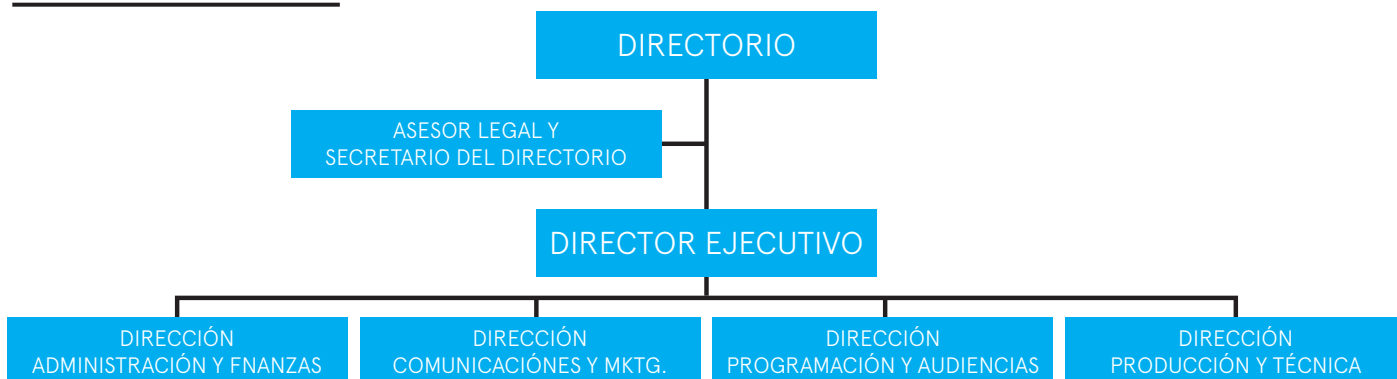 DIRECTORIO
ASESOR LEGAL Y
SECRETARIO DEL DIRECTORIO
DIRECTOR EJECUTIVO
DIRECCIÓN
ADMINISTRACIÓN Y FNANZAS
DIRECCIÓN
COMUNICACIÓNES Y MKTG.
DIRECCIÓN
PROGRAMACIÓN Y AUDIENCIAS
DIRECCIÓN
PRODUCCIÓN Y TÉCNICA